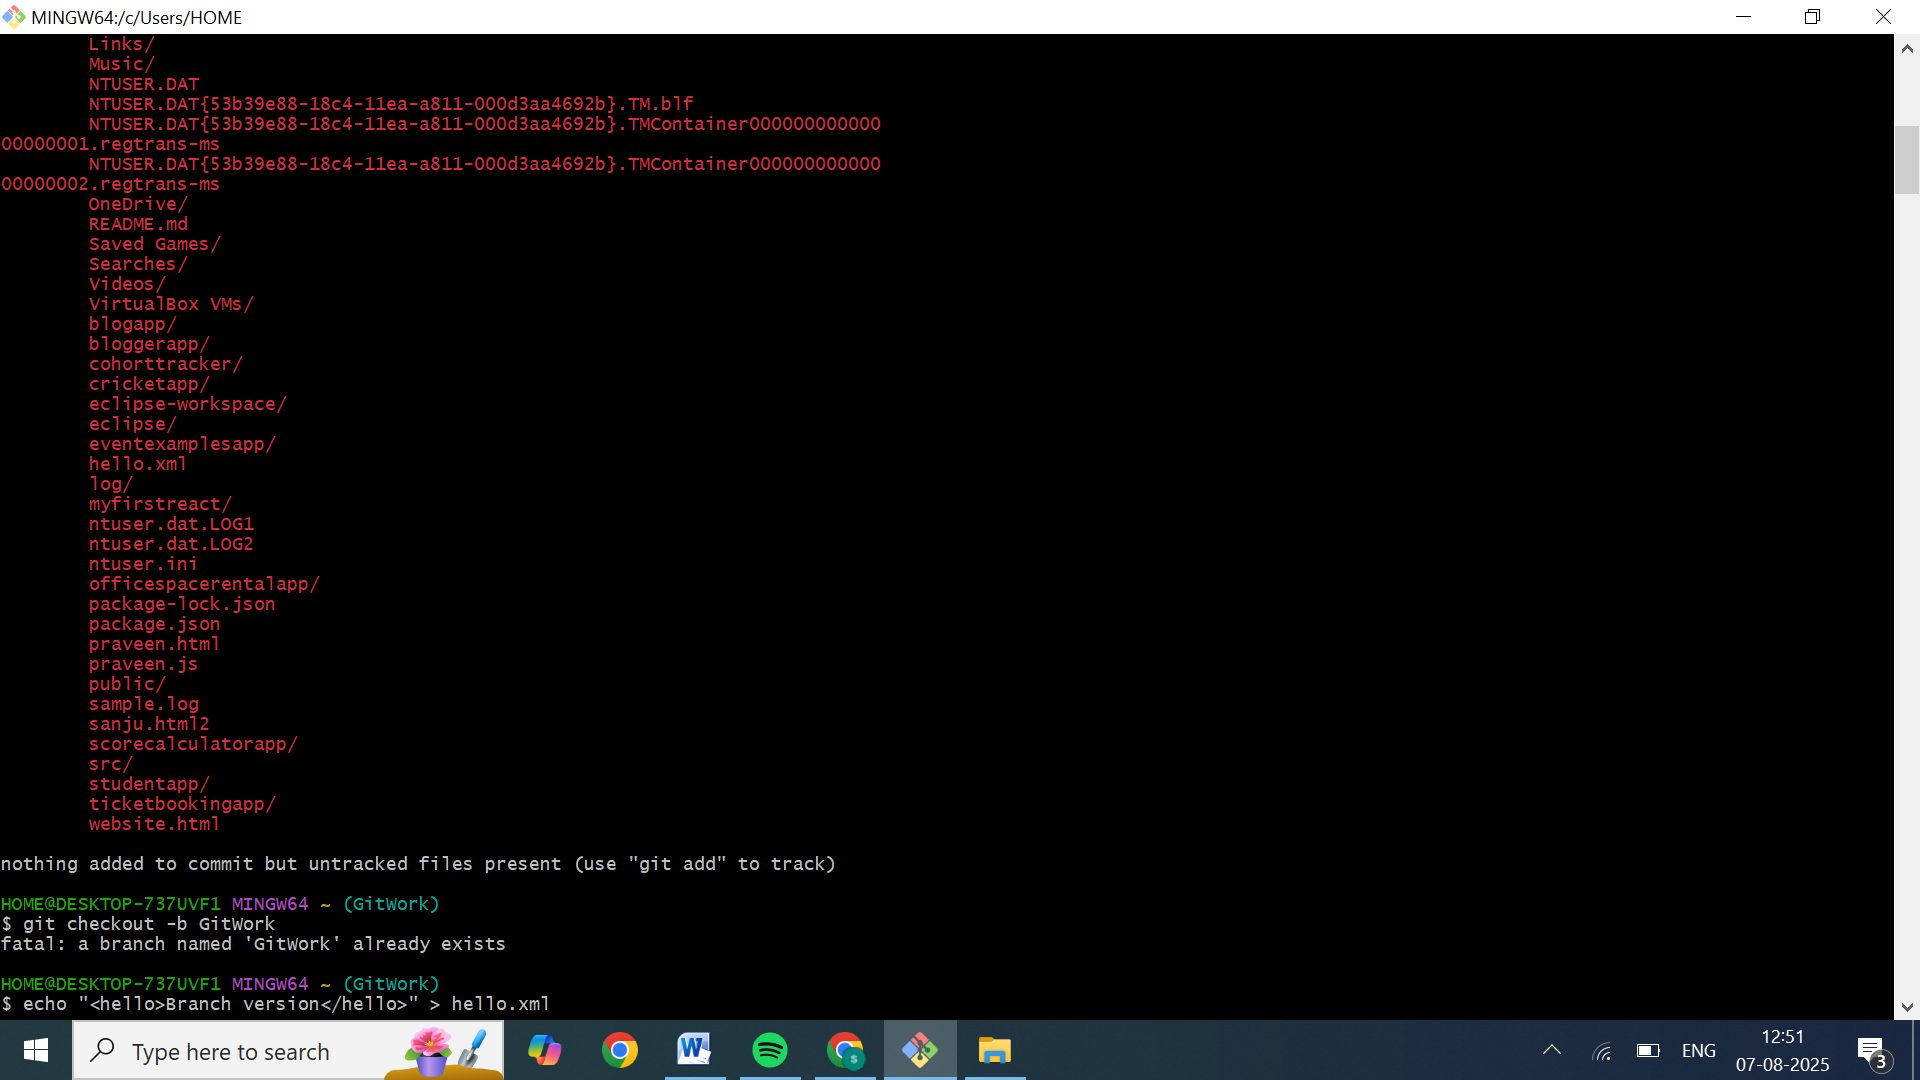 MINGW64:/c/Users/HOME
Links/
Music/
NTUSER.DAT
NTUSER.DAT{53b39e88-18c4-11ea-a811-000d3aa4692b}.TM.blf
NTUSER.DAT{53b39e88-18c4-11ea-a811-000d3aa4692b}.TMContainer000000000000
00000001.regtrans-ms
NTUSER.DAT{53b39e88-18c4-11ea-a811-000d3aa4692b}.TMContainer000000000000
00000002.regtrans-ms
OneDrive/
README.md
Saved Games/
Searches/
Videos/
VirtualBox VMs/
blogapp/
bloggerapp/
cohorttracker/
cricketapp/
eclipse-workspace/
eclipse/
eventexamplesapp/
hello.xml
log/
myfirstreact/
ntuser.dat.LOG1
ntuser.dat.LOG2
ntuser.ini
officespacerentalapp/
package-lock.json
package.json
praveen.html
praveen.js
public/
sample.log
sanju.html2
scorecalculatorapp/
src/
studentapp/
ticketbookingapp/
website.html
nothing added to commit but untracked files present (use "git add" to track)
HOME@DESKTOP-737UVF1 MINGW64 ~ (GitWork)
$ git checkout -b GitWork
fatal: a branch named 'GitWork' already exists
HOME@DESKTOP-737UVF1 MINGW64 ~ (GitWork)
$ echo "<hello>Branch version</hello>" > hello.xml
Type here to search
W
$
ENG
12:51
07-08-2025
3